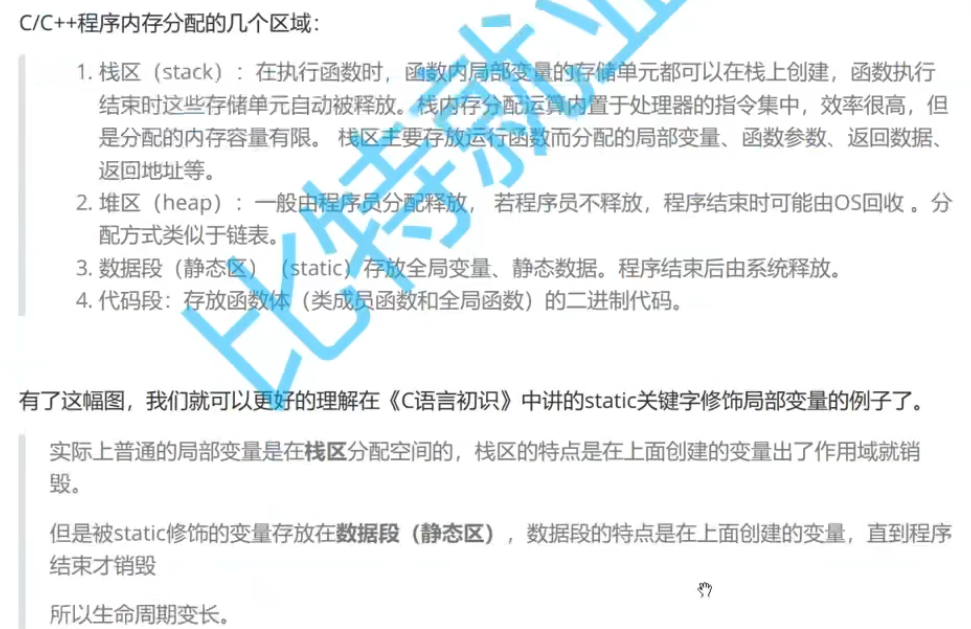 C/C++程序内存分配的几个区域：
1. 栈区（stack）：在执行函数时，函数内局部变量的存储单元都可以在栈上创建，函数执行
结束时这些存储单元自动被释放。栈内存分配运算内置于处理器的指令集中，效率很高，但
是分配的内存容量有限。 栈区主要存放运行函数而分配的局部变量、函数参数、返回数据、
返回地址等。
2. 堆区（heap）：一般由程序员分配释放， 若程序员不释放，程序结束时可能由OS回收 。分
配方式类似于链表。
3. 数据段（静态区）（static）存放全局变量、静态数据。程序结束后由系统释放。
4. 代码段：存放函数体（类成员函数和全局函数）的二进制代码。
有了这幅图，我们就可以更好的理解在《C语言初识》中讲的static关键字修饰局部变量的例子了。
实际上普通的局部变量是在栈区分配空间的，栈区的特点是在上面创建的变量出了作用域就销
毁。
但是被static修饰的变量存放在数据段（静态区），数据段的特点是在上面创建的变量，直到程序
结束才销毁
所以生命周期变长。
比特就业